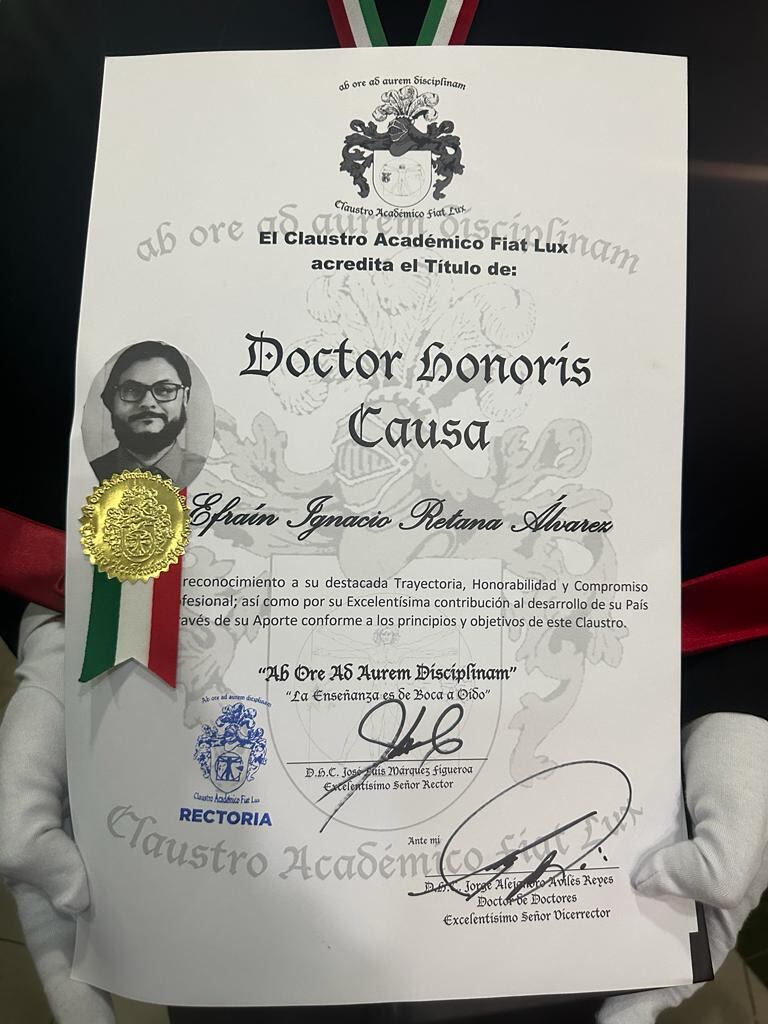 ab ore ad aurem disciplinam
Claustro Académico Fiat Lux
ab ore ad aurem disciplinam
El Claustro Académico Fiat Lux
acredita el Título de:
Doctor Honoris
Causa
Efraín Ignacio Retana Álvarez
reconocimiento a su destacada Trayectoria, Honorabilidad y Compromiso
fesional; así como por su Excelentísima contribución al desarrollo de su País
ravés de su Aporte conforme a los principios y objetivos de este Claustro.
“Ab Ore Ad Aurem Disciplinam”
“La Enseñanza es de Boca a Oído”
Ab ore ad aurem disciplinam
Claustro Académico Fiat Lux
RECTORIA
D.H.C. José Luis Márquez Figueroa
Excelentísimo Señor Rector
Claustro Académico Fiat Lux
Ante mi
D.H.C. Jorge Alejandro Avilés Reyes
Doctor de Doctores
Excelentísimo Señor Vicerrector